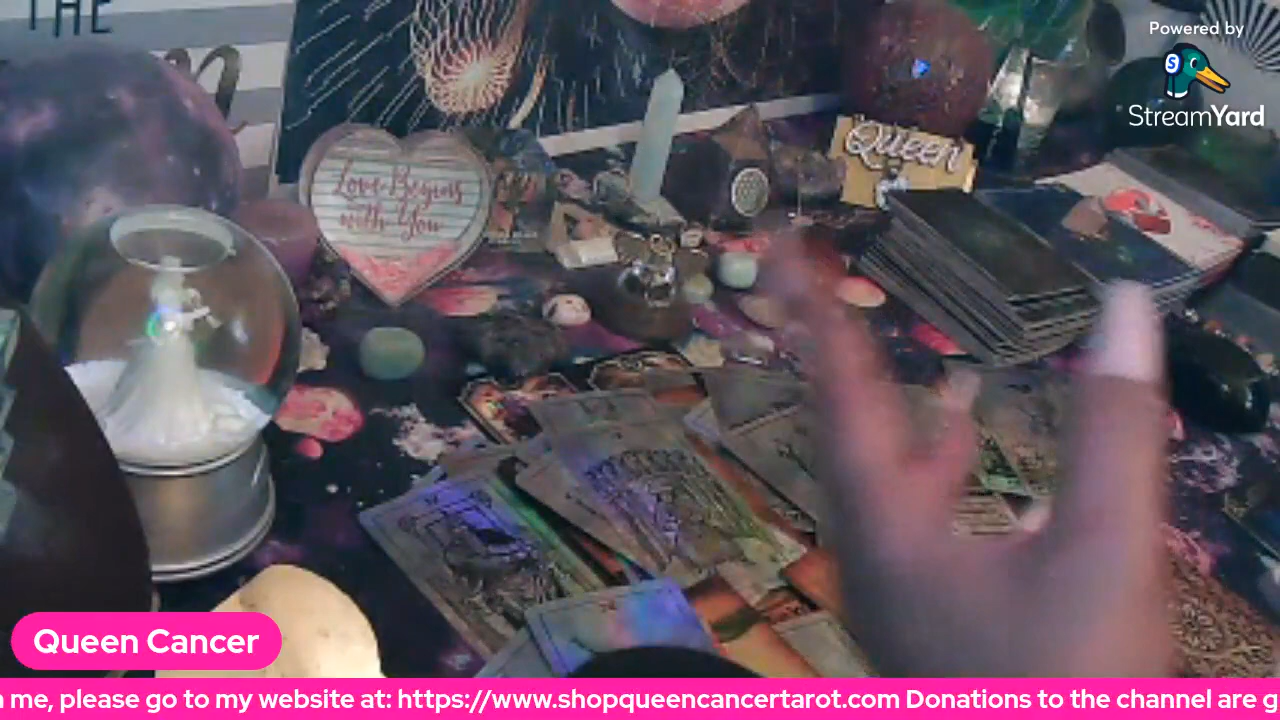 THE
Powered by
S
StreamYard
Queen
Love Begins
with You
Queen Cancer
me, please go to my website at: https://www.shopqueencancertarot.com Donations to the channel are g